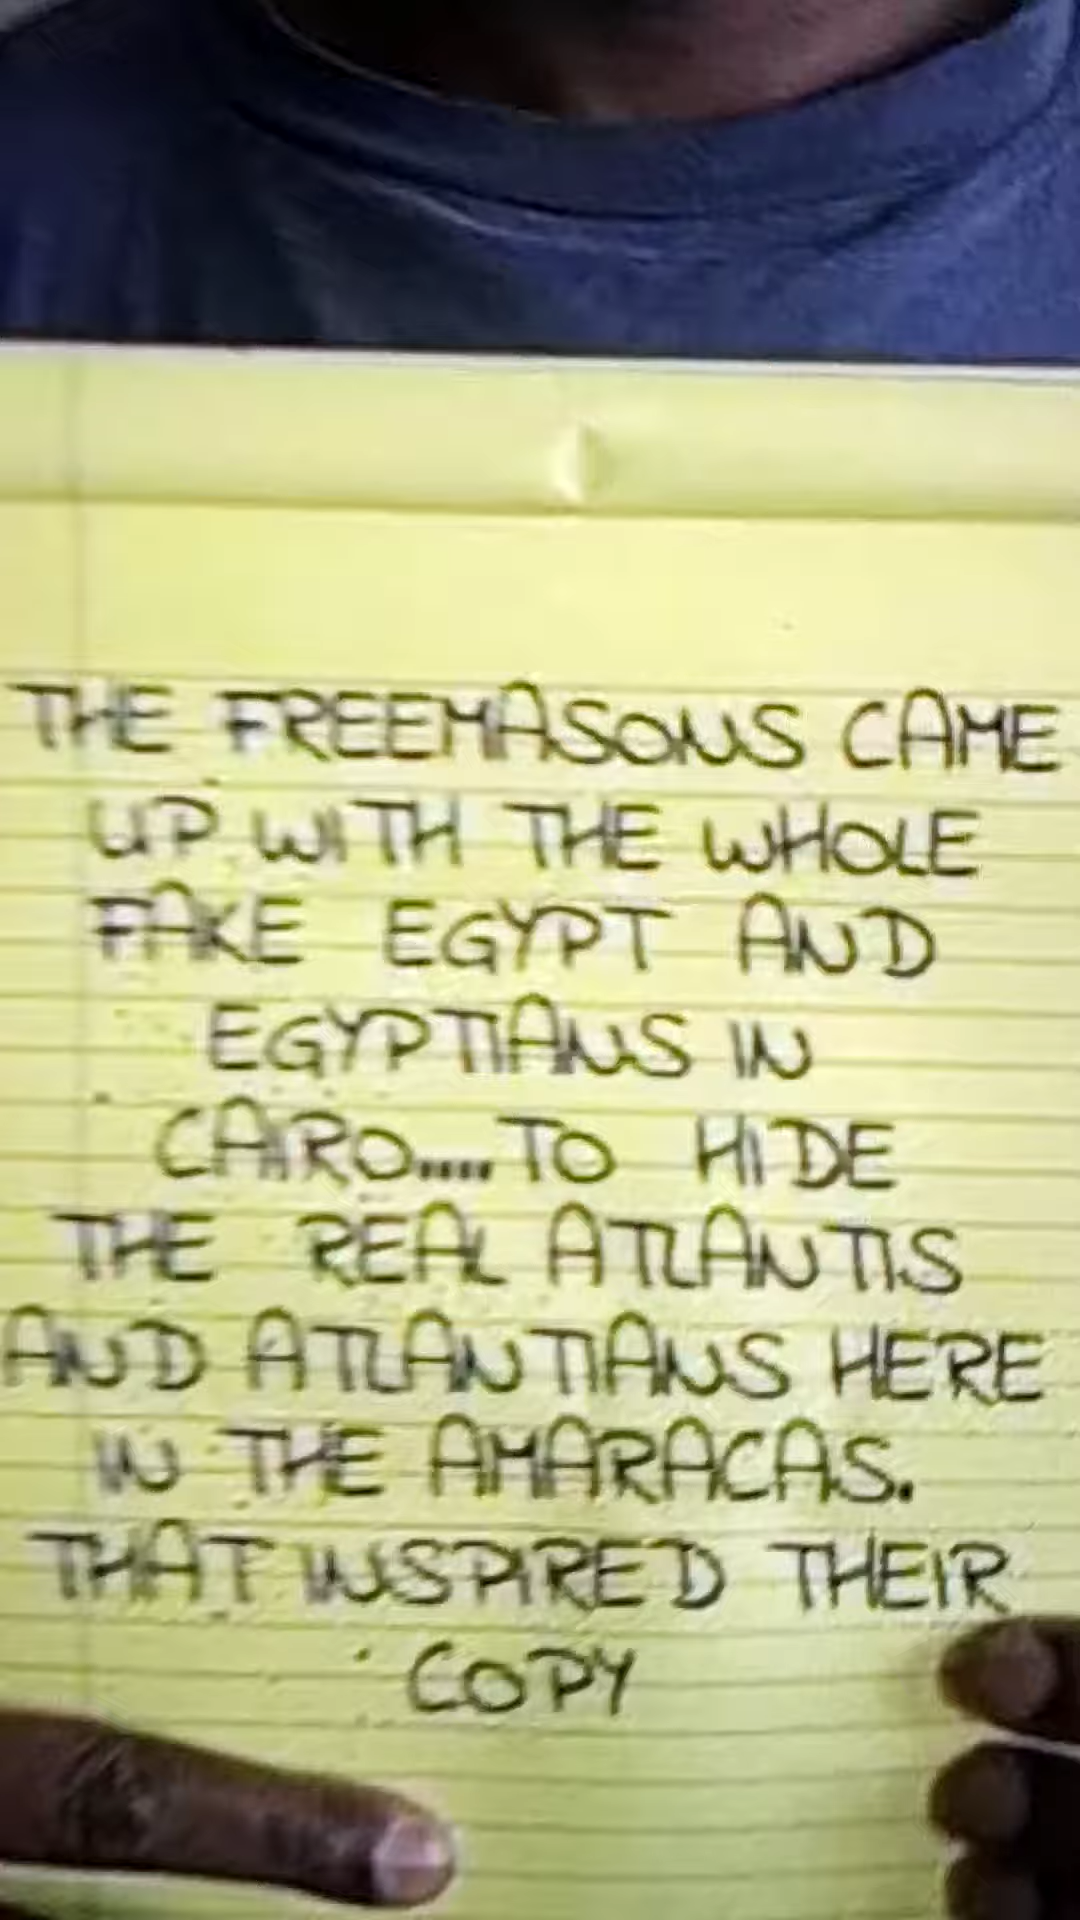 THE FREEMASONS CAME
UP WITH THE WHOLE
FAKE EGYPT AND
EGYPTIANS IN
CAIRO.... TO HIDE
THE REAL ATLANTIS
AND ATLANTIANS HERE
IN THE AMARACAS.
THAT INSPIRED THEIR
COPY